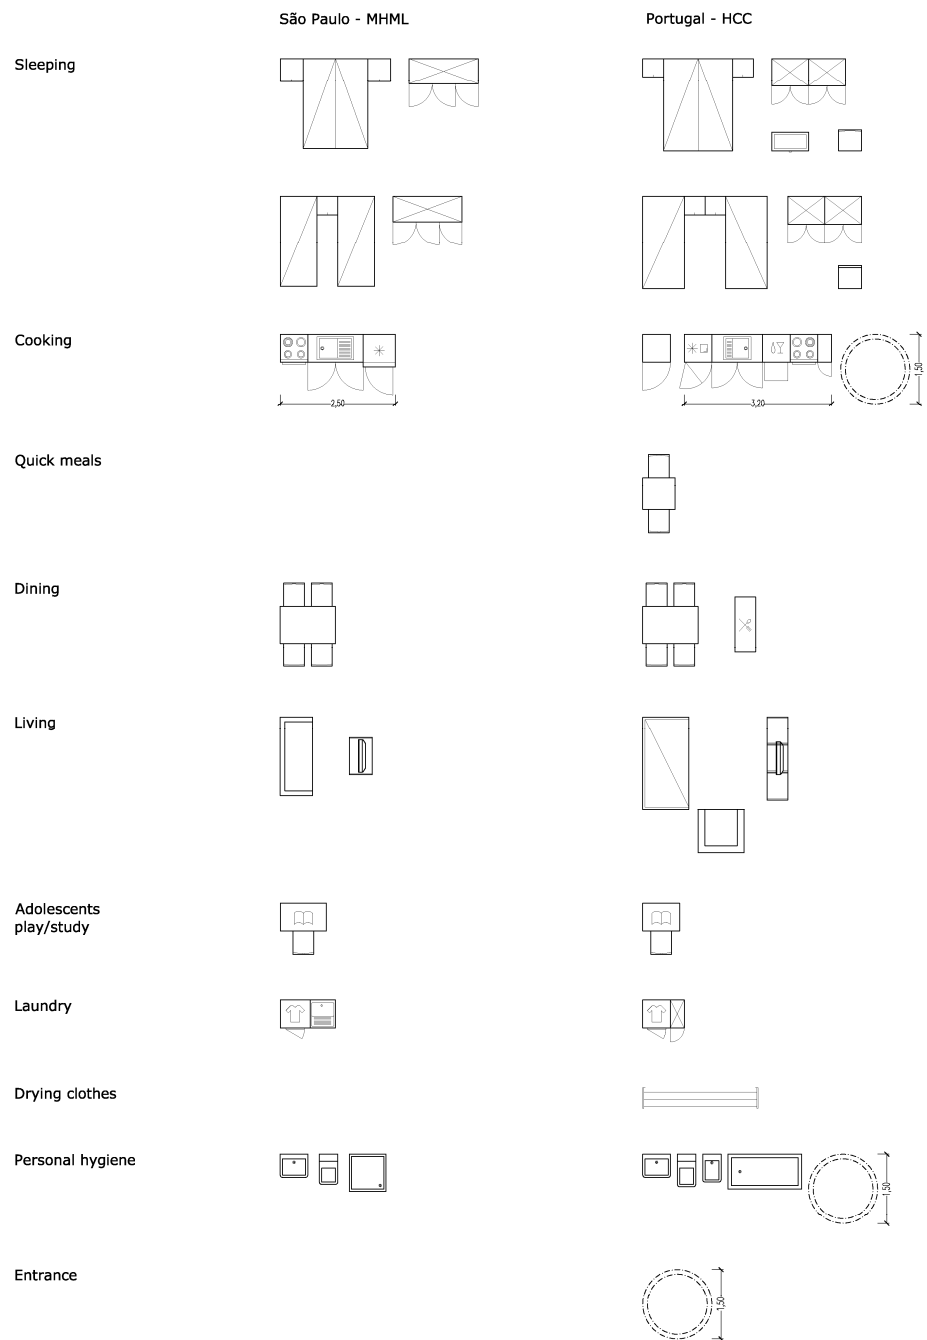 São Paulo - MHML
Portugal - HCC
Sleeping
Cooking
2,50
3,20
1,50
Quick meals
Dining
Living
Adolescents
play/study
Laundry
Drying clothes
Personal hygiene
1,50
Entrance
1,50